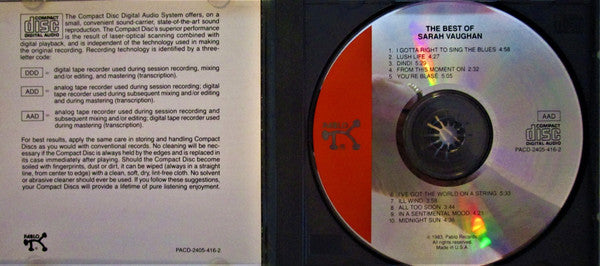 COMPACT
disc
DIGITAL AUDIO
The Compact Disc Digital Audio System offers, on a
small, convenient sound-carrier, state-of-the-art sound
reproduction. The Compact Disc's superior performance
is the result of laser-optical scanning combined with
digital playback, and is independent of the technology used in making
the original recording. Recording technology is identified by a three-
letter code:
DDD = digital tape recorder used during session recording, mixing
and/or editing, and mastering (transcription).
ADD = analog tape recorder used during session recording; digital
tape recorder used during subsequent mixing and/or editing
and during mastering (transcription).
AAD = analog tape recorder used during session recording and
subsequent mixing and/or editing; digital tape recorder used
during mastering (transcription).
For best results, apply the same care in storing and handling Compact
Discs as you would with conventional records. No cleaning will be nec-
essary if the Compact Disc is always held by the edges and is replaced in
its case immediately after playing. Should the Compact Disc become
soiled with fingerprints, dust or dirt, it can be wiped (always in a straight
line, from center to edge) with a clean, soft, dry, lint-free cloth. No solvent
or abrasive cleaner should ever be used. If you follow these suggestions,
your Compact Discs will provide a lifetime of pure listening enjoyment.
PABLO
PACD-2405-416-2
THE BEST OF
SARAH VAUGHAN
1. I GOTTA RIGHT TO SING THE BLUES 4:58
2. LUSH LIFE 4:27
3. DINDI 5:29
4. FROM THIS MOMENT ON 2:32
5. YOU'RE BLASÉ 5:05
PABLO
AAD
COMPACT
disc
DIGITAL AUDIO
PACD-2405-416-2
6. I'VE GOT THE WORLD ON A STRING 5:33
7. ILL WIND 3:58
8. ALL TOO SOON 3:44
9. IN A SENTIMENTAL MOOD 4:21
10. MIDNIGHT SUN 4:36
℗ 1983, Pablo Records
All rights reserved.
Made in U.S.A.